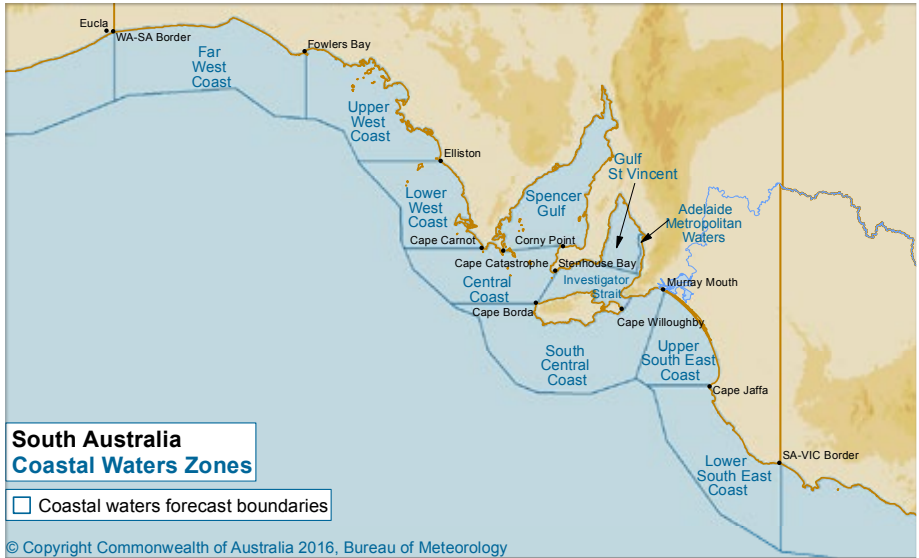 Eucla
WA-SA Border
Fowlers Bay
Far
West
Coast
Upper
West
Coast
Elliston
Gulf
St Vincent
Lower
West
Coast
Spencer
Gulf
Adelaide
Metropolitan
Waters
Cape Carnot
Corny Point
Cape Catastrophe
Stenhouse Bay
Central
Coast
Investigator
Strait
Murray Mouth
Cape Borda
Cape Willoughby
South
Central
Coast
Upper
South East
Coast
Cape Jaffa
South Australia
Coastal Waters Zones
SA-VIC Border
Lower
South East
Coast
Coastal waters forecast boundaries
© Copyright Commonwealth of Australia 2016, Bureau of Meteorology